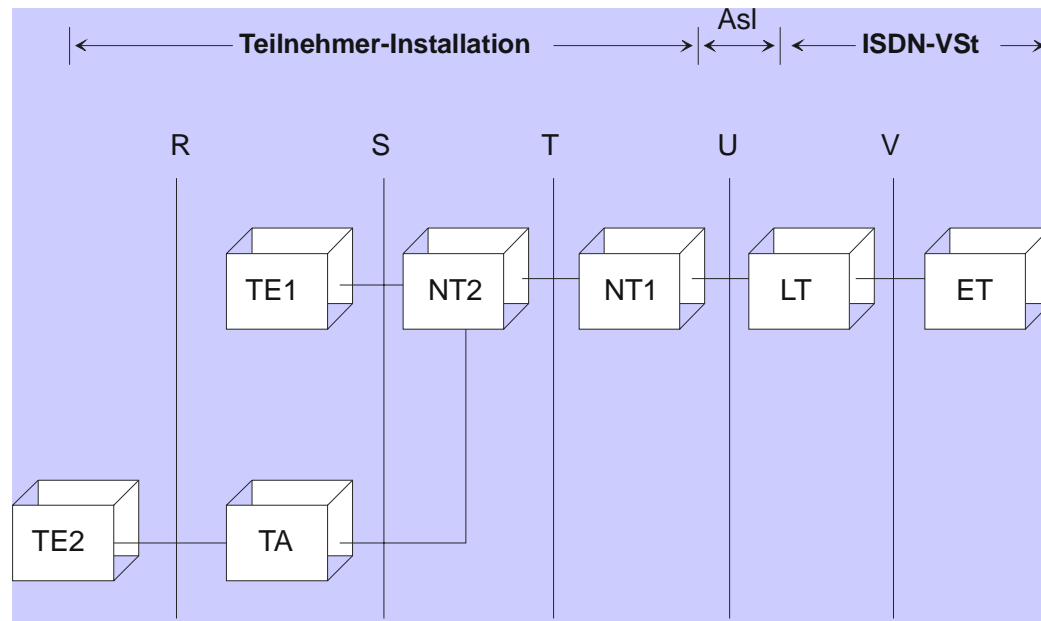 Asl
Teilnehmer-Installation ISDN-VSt
R S T U V
TE1 NT2 NT1 LT ET
TE2 TA